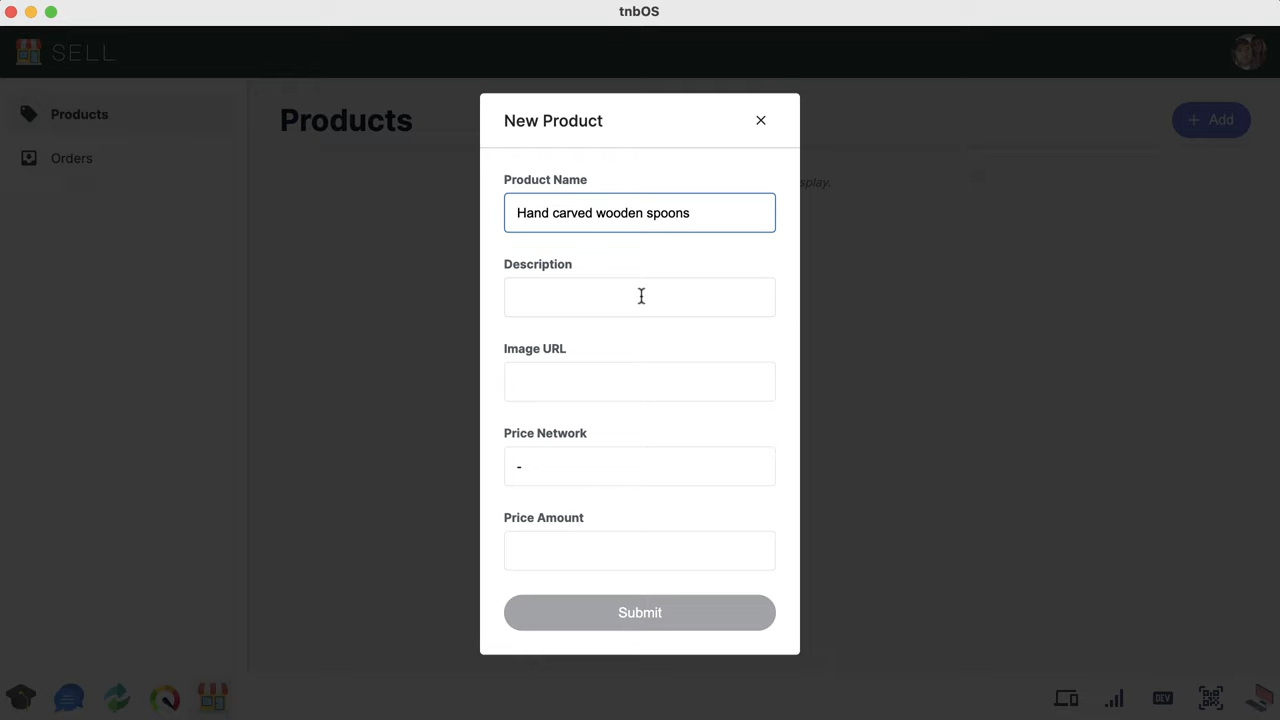 tnbOS
SELL
Products
Orders
Products
Add
splay.
New Product
Product Name
Hand carved wooden spoons
Description
Image URL
Price Network
-
Price Amount
Submit
DEV